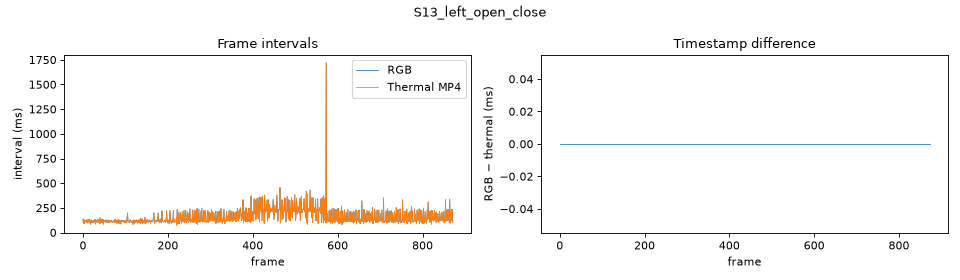 S13_left_open_close
Frame intervals
interval (ms)
1750
1500
1250
1000
750
500
250
0
RGB
Thermal MP4
0 200 400 600 800
frame
Timestamp difference
RGB − thermal (ms)
0.04
0.02
0.00
−0.02
−0.04
0 200 400 600 800
frame